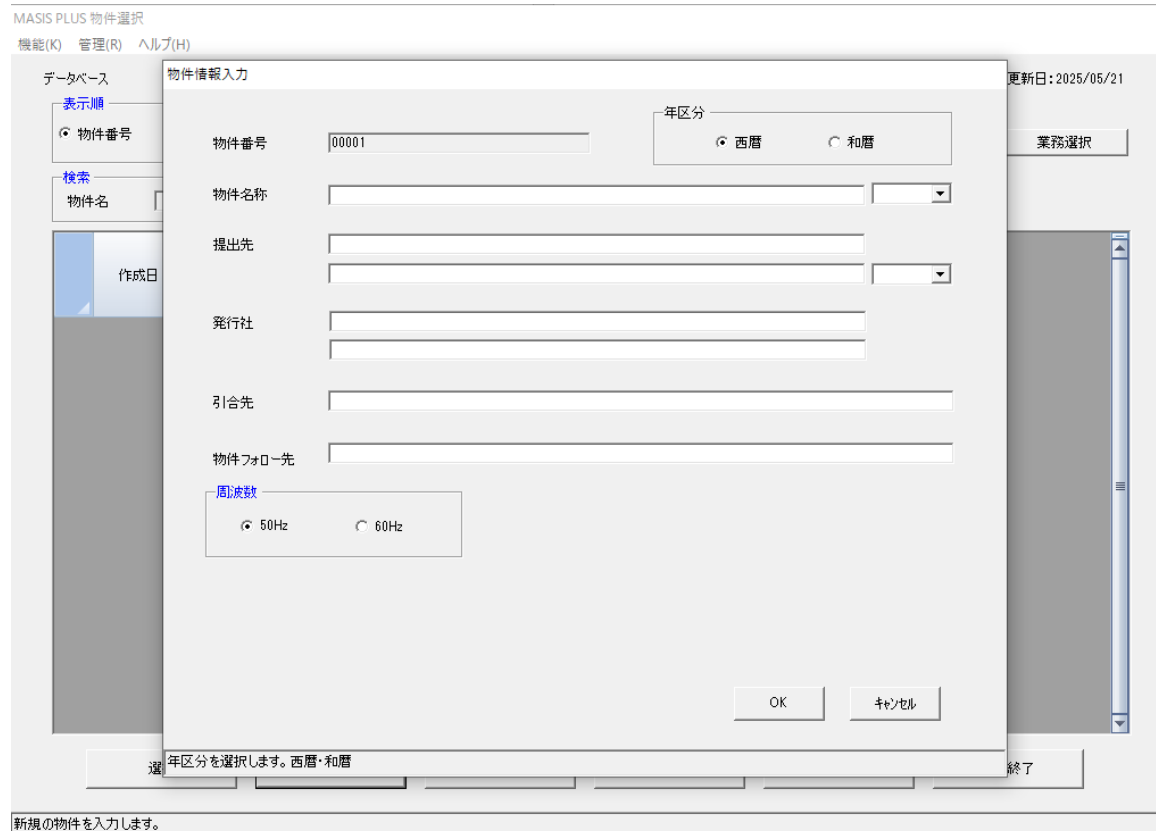 MASIS PLUS 物件選択
機能(K) 管理(R) ヘルプ(H)
データベース
更新日:2025/05/21
表示順
物件番号
業務選択
検索
物件名
作成日
物件情報入力
年区分
西暦 和暦
物件番号 00001
物件名称
提出先
発行社
引合先
物件フォロー先
周波数
50Hz 60Hz
OK キャンセル
年区分を選択します。西暦・和暦
選
終了
新規の物件を入力します。